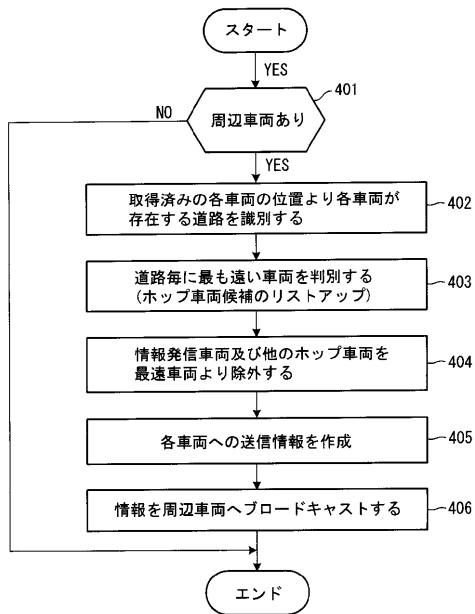 スタート
YES
401
NO
周辺車両あり
YES
取得済みの各車両の位置より各車両が
存在する道路を識別する
402
道路毎に最も遠い車両を判別する
(ホップ車両候補のリストアップ)
403
情報発信車両及び他のホップ車両を
最遠車両より除外する
404
各車両への送信情報を作成
405
情報を周辺車両へブロードキャストする
406
エンド